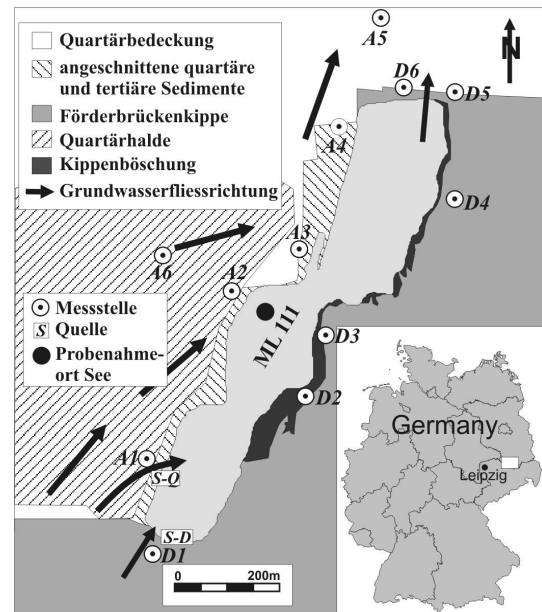 Quartärbedeckung
angeschnittene quartäre
und tertiäre Sedimente
Förderbrückenkippe
Quartärhalde
Kippenböschung
Grundwasserfliessrichtung
A5
N
D6
D5
A4
D4
A3
A6
A2
Messstelle
S Quelle
Probenahme-
ort See
ML 111
D3
D2
A1
S-Q
S-D
D1
0 200m
Germany
Leipzig